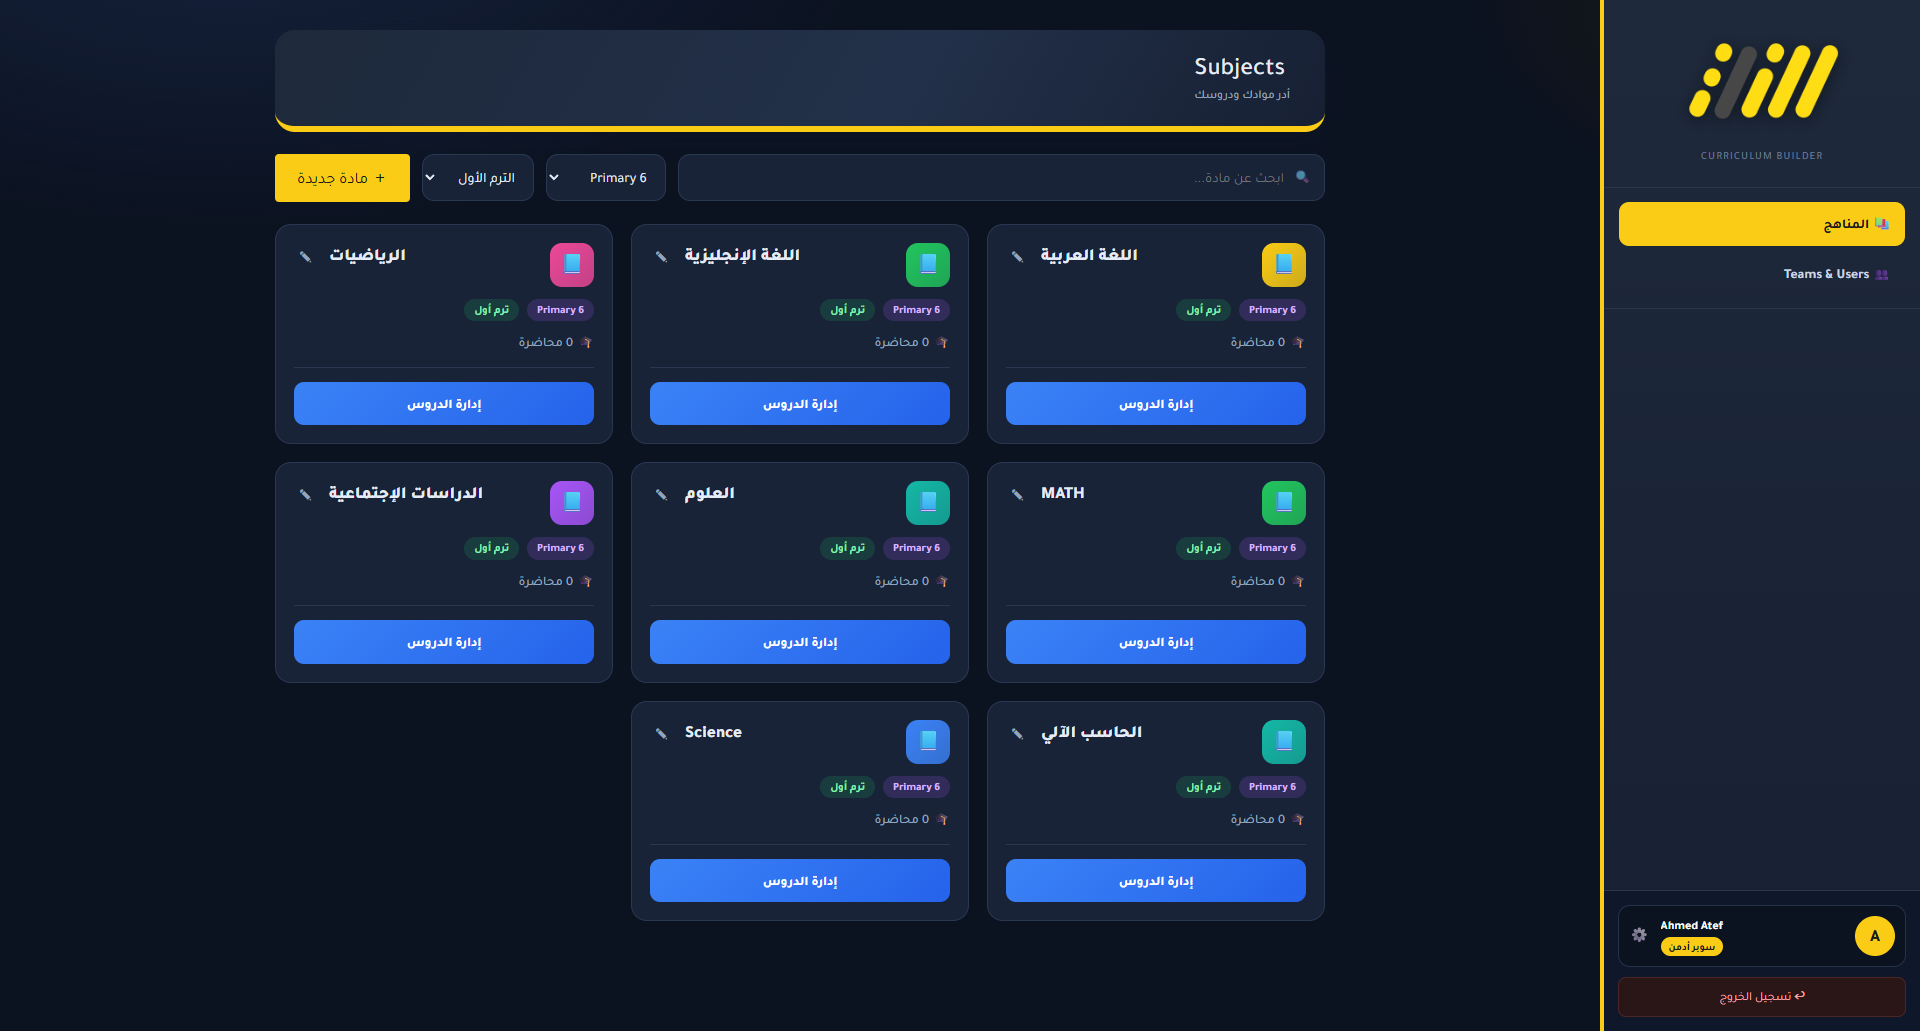 CURRICULUM BUILDER
المناهج
Teams & Users
Ahmed Atef
سوبر أدمن
A
تسجيل الخروج
Subjects
أدر موادك ودروسك
ابحث عن مادة...
Primary 6
الترم الأول
+ مادة جديدة
اللغة العربية
Primary 6 ترم أول
0 محاضرة
إدارة الدروس
اللغة الإنجليزية
Primary 6 ترم أول
0 محاضرة
إدارة الدروس
الرياضيات
Primary 6 ترم أول
0 محاضرة
إدارة الدروس
MATH
Primary 6 ترم أول
0 محاضرة
إدارة الدروس
العلوم
Primary 6 ترم أول
0 محاضرة
إدارة الدروس
الدراسات الإجتماعية
Primary 6 ترم أول
0 محاضرة
إدارة الدروس
الحاسب الآلي
Primary 6 ترم أول
0 محاضرة
إدارة الدروس
Science
Primary 6 ترم أول
0 محاضرة
إدارة الدروس